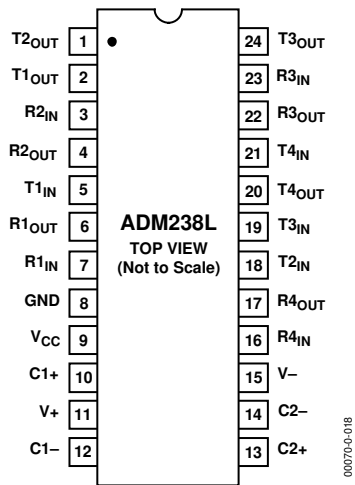 T2OUT 1 24 T3OUT
T1OUT 2 23 R3IN
R2IN 3 22 R3OUT
R2OUT 4 21 T4IN
T1IN 5 20 T4OUT
R1OUT 6 ADM238L 19 T3IN
TOP VIEW
R1IN 7 (Not to Scale) 18 T2IN
GND 8 17 R4OUT
VCC 9 16 R4IN
C1+ 10 15 V–
V+ 11 14 C2–
C1– 12 13 C2+
00070-0-018